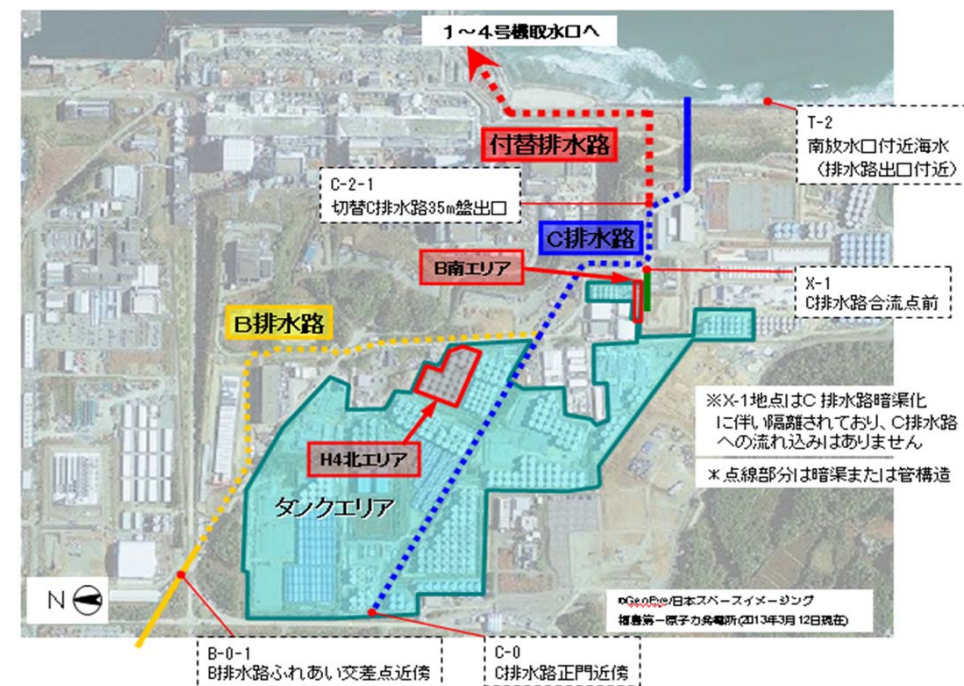 1～4号機取水口へ
T-2
南放水口付近海水
（排水路出口付近）
付替排水路
C-2-1
切替C排水路35m盤出口
C排水路
B南エリア
X-1
C排水路合流点前
B排水路
※X-1地点はC 排水路暗渠化
に伴い隔離されており、C排水路
への流れ込みはありません
＊点線部分は暗渠または管構造
H4北エリア
タンクエリア
N
©GeoEye/日本スペースイメージング
福島第一原子力発電所(2013年3月12日現在)
B-0-1
B排水路ふれあい交差点近傍
C-0
C排水路正門近傍